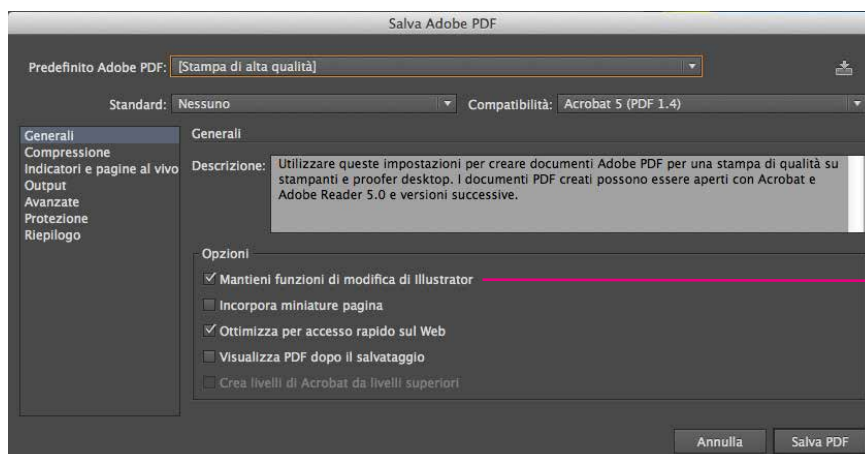 Salva Adobe PDF
Predefinito Adobe PDF: [Stampa di alta qualità]
Standard: Nessuno Compatibilità: Acrobat 5 (PDF 1.4)
Generali
Compressione
Indicatori e pagine al vivo
Output
Avanzate
Protezione
Riepilogo
Generali
Descrizione: Utilizzare queste impostazioni per creare documenti Adobe PDF per una stampa di qualità su
stampanti e proofer desktop. I documenti PDF creati possono essere aperti con Acrobat e
Adobe Reader 5.0 e versioni successive.
Opzioni
Mantieni funzioni di modifica di Illustrator
Incorpora miniature pagina
Ottimizza per accesso rapido sul Web
Visualizza PDF dopo il salvataggio
Crea livelli di Acrobat da livelli superiori
Annulla Salva PDF